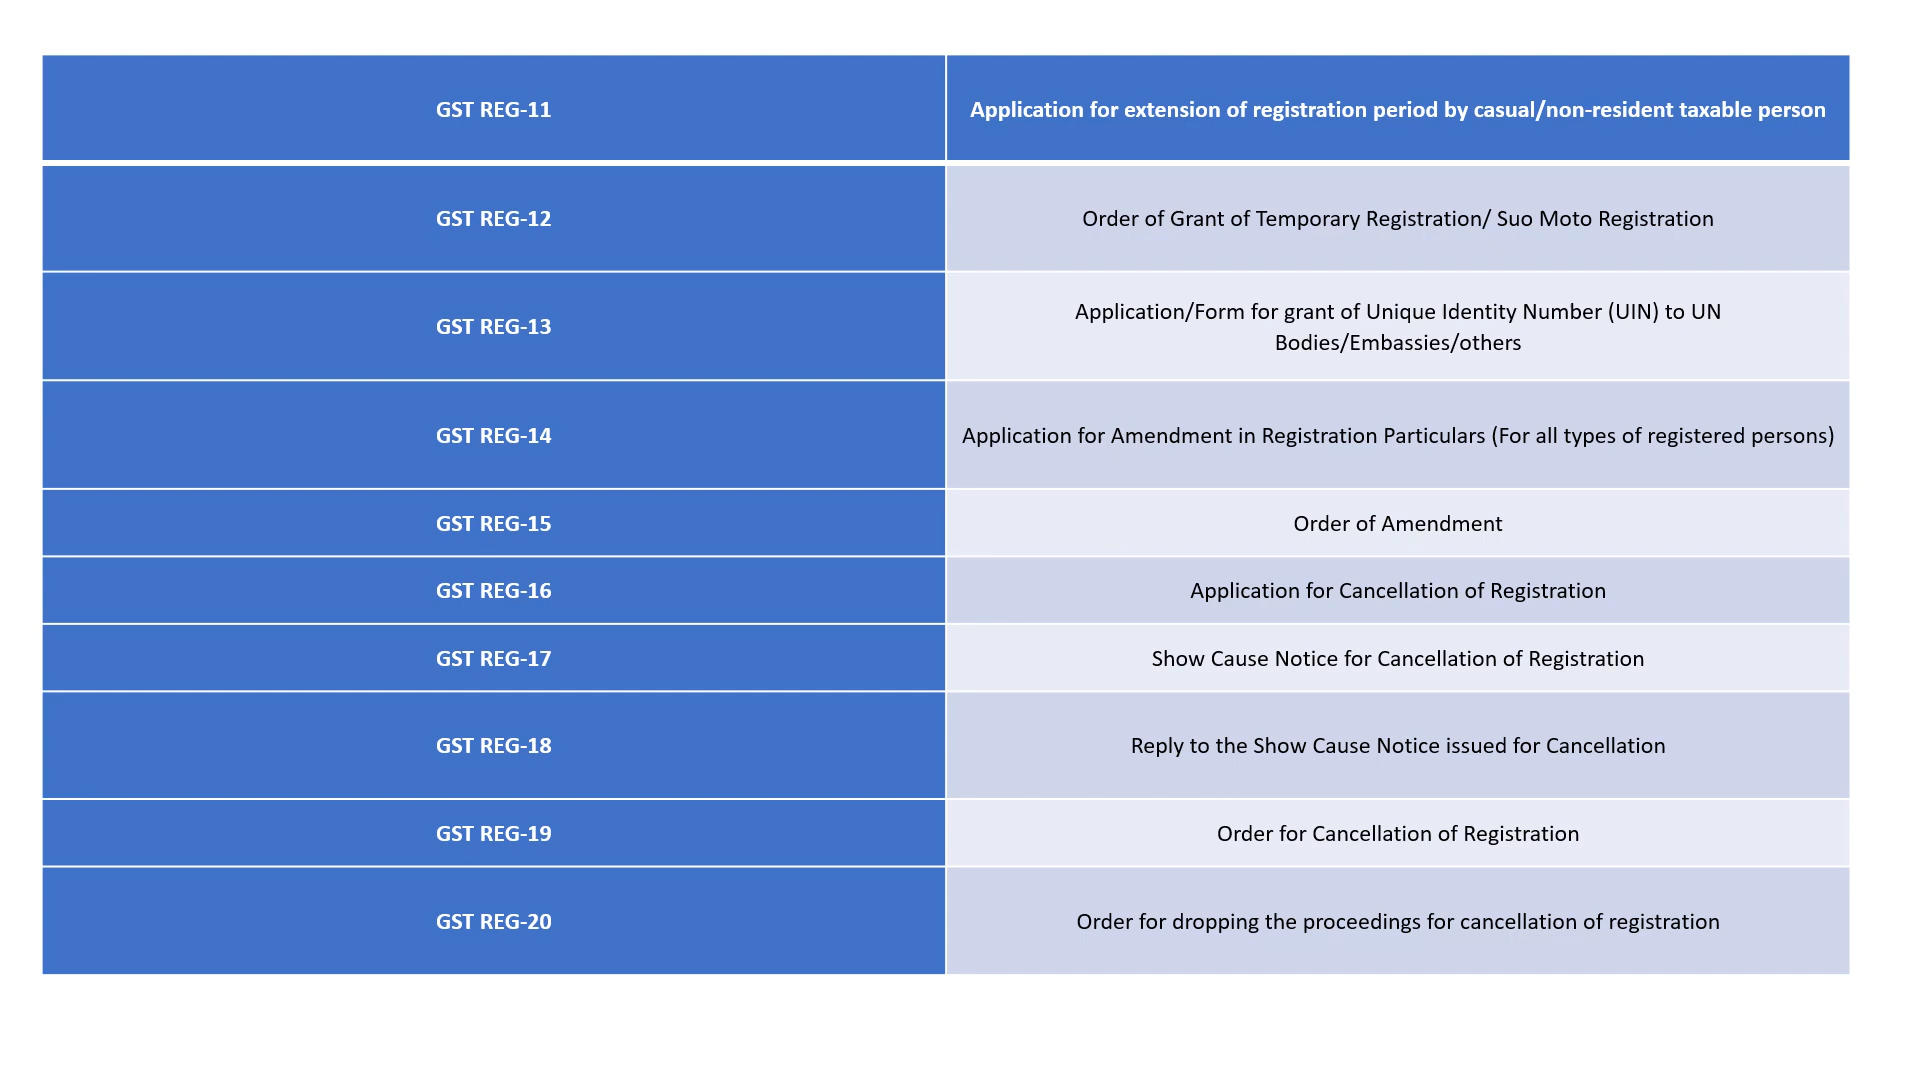 GST REG-11
Application for extension of registration period by casual/non-resident taxable person
GST REG-12
Order of Grant of Temporary Registration/ Suo Moto Registration
GST REG-13
Application/Form for grant of Unique Identity Number (UIN) to UN
Bodies/Embassies/others
GST REG-14
Application for Amendment in Registration Particulars (For all types of registered persons)
GST REG-15
Order of Amendment
GST REG-16
Application for Cancellation of Registration
GST REG-17
Show Cause Notice for Cancellation of Registration
GST REG-18
Reply to the Show Cause Notice issued for Cancellation
GST REG-19
Order for Cancellation of Registration
GST REG-20
Order for dropping the proceedings for cancellation of registration